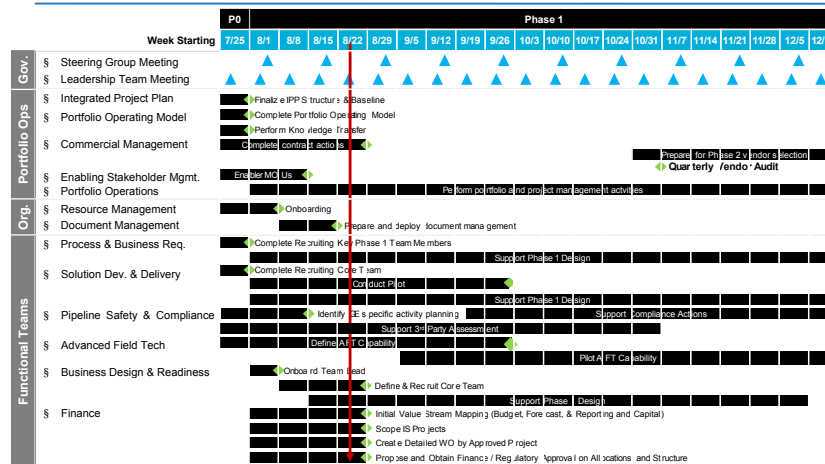 P0 Phase 1
Week Starting 7/25 8/1 8/8 8/15 8/22 8/29 9/5 9/12 9/19 9/26 10/3 10/10 10/17 10/24 10/31 11/7 11/14 11/21 11/28 12/5 12/
Gov.
§ Steering Group Meeting
§ Leadership Team Meeting
Portfolio Ops
§ Integrated Project Plan Finalize IPP Structure & Baseline
§ Portfolio Operating Model Complete Portfolio Operating Model
Perform Knowledge Transfer
§ Commercial Management Complete contract actions
Prepare for Phase 2 vendor selection
Quarterly Vendor Audit
§ Enabling Stakeholder Mgmt. Enabler MOUs
§ Portfolio Operations Perform portfolio and project management activities
Org.
§ Resource Management Onboarding
§ Document Management Prepare and deploy document management
Functional Teams
§ Process & Business Req. Complete Recruiting Key Phase 1 Team Members
Support Phase 1 Design
§ Solution Dev. & Delivery Complete Recruiting Core Team
Conduct Pilot
Support Phase 1 Design
§ Pipeline Safety & Compliance Identify GE specific activity planning Support Compliance Actions
Support 3rd Party Assessment
§ Advanced Field Tech Define AFT Capability
Pilot AFT Capability
§ Business Design & Readiness Onboard Team Lead
Define & Recruit Core Team
Support Phase 1 Design
§ Finance Initial Value Stream Mapping (Budget, Forecast, & Reporting and Capital)
Scope IS Projects
Create Detailed WO by Approved Project
Propose and Obtain Finance / Regulatory Approval on Allocations and Structure